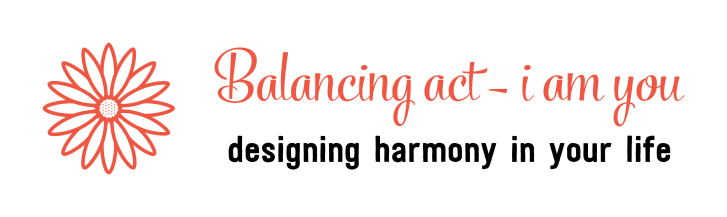 Balancing act - i am you
designing harmony in your life